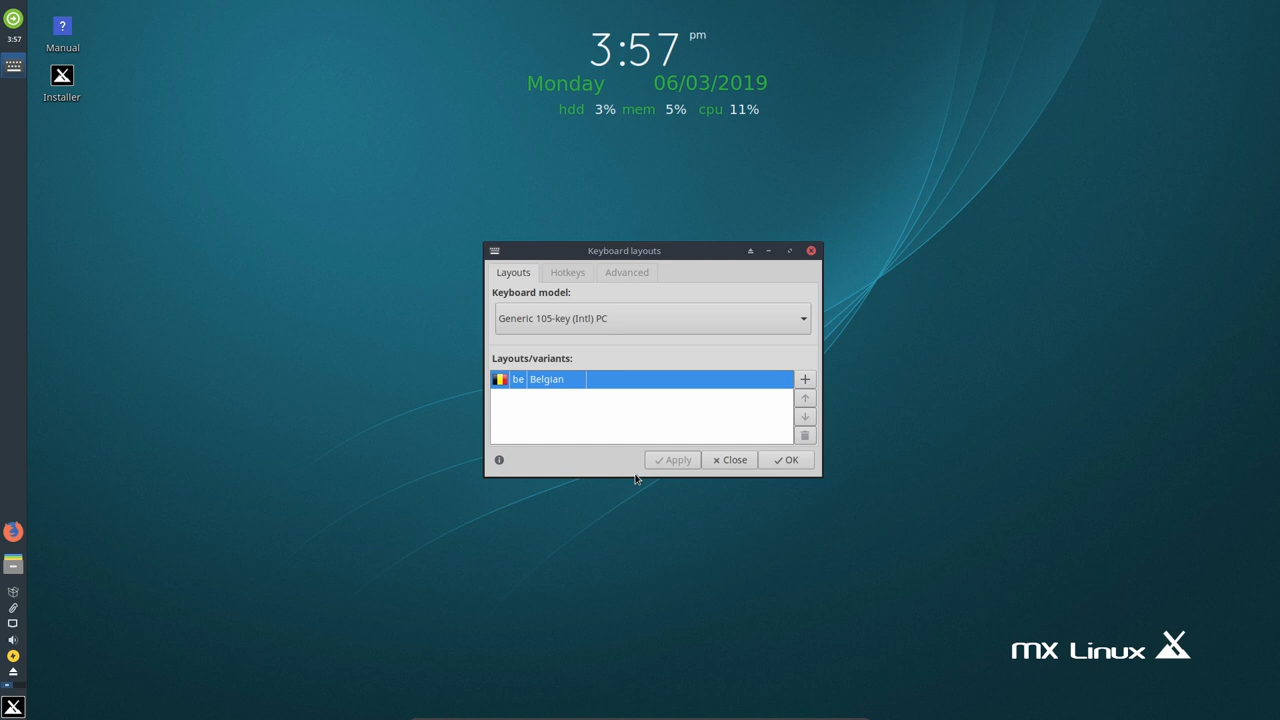 3:57
Manual
Installer
3:57 pm
Monday 06/03/2019
hdd 3% mem 5% cpu 11%
Keyboard layouts
Layouts Hotkeys Advanced
Keyboard model:
Generic 105-key (Intl) PC
Layouts/variants:
be Belgian
Apply Close OK
mx Linux